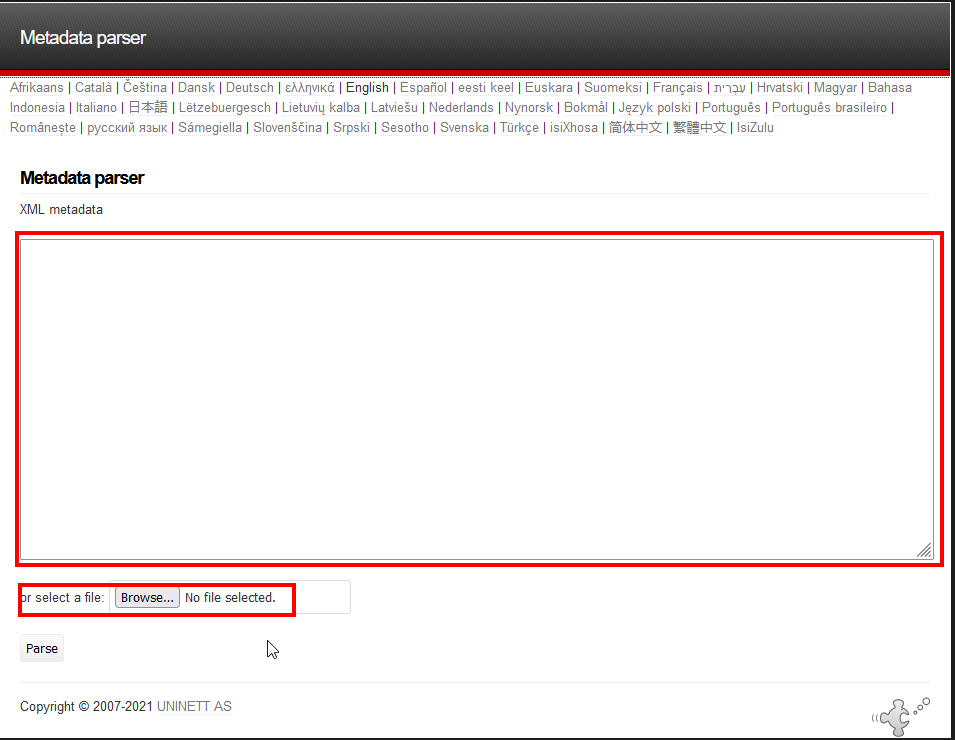 Metadata parser
Afrikaans | Català | Čeština | Dansk | Deutsch | ελληνικά | English | Español | eesti keel | Euskara | Suomeksi | Français | עִבְרִית | Hrvatski | Magyar | Bahasa
Indonesia | Italiano | 日本語 | Lëtzebuergesch | Lietuvių kalba | Latviešu | Nederlands | Nynorsk | Bokmål | Język polski | Português | Português brasileiro |
Românește | русский язык | Sámegiella | Slovenščina | Srpski | Sesotho | Svenska | Türkçe | isiXhosa | 简体中文 | 繁體中文 | IsiZulu
Metadata parser
XML metadata
or select a file: Browse... No file selected.
Parse
Copyright © 2007-2021 UNINETT AS